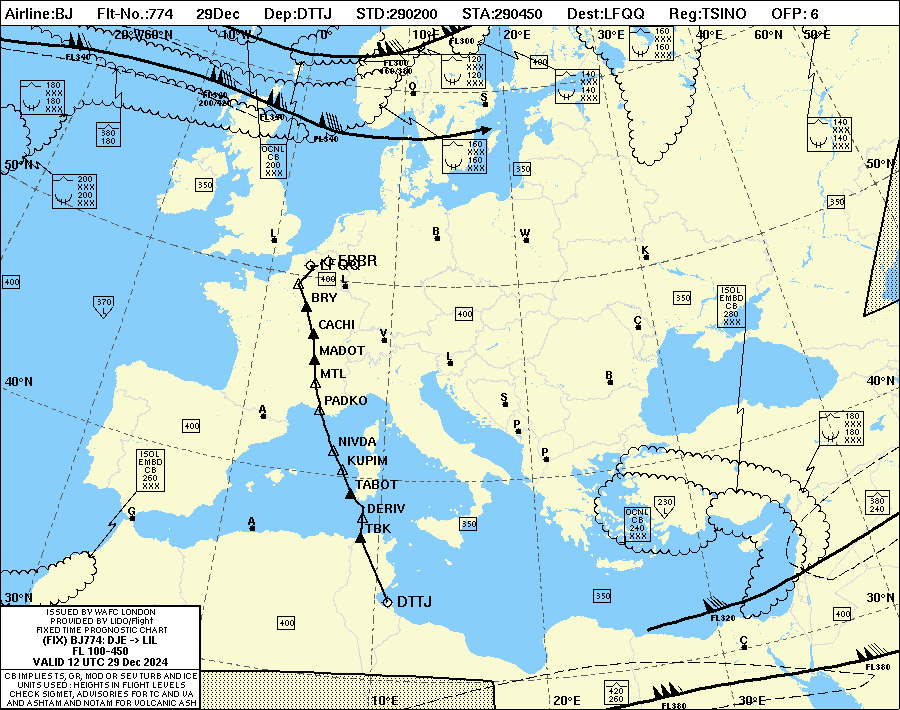 Airline:BJ Flt-No.:774 29Dec Dep:DTTJ STD:290200 STA:290450 Dest:LFQQ Reg:TSINO OFP: 6
20°W 60°N 10°W 0° 10°E 20°E 30°E 40°E 60°N 50°E
FL340
FL300
FL300
160/380
200/420
FL340
FL340
180
XXX
180
XXX
120
XXX
120
XXX
160
XXX
160
XXX
140
XXX
140
XXX
400
380
180
OCNL
CB
200
XXX
160
XXX
160
XXX
140
XXX
140
XXX
50°N
50°N
200
XXX
200
XXX
350
350
350
O
S
L
B
W
K
EBBR
LFQQ
400
400
L
370
L
BRY
350
ISOL
EMBD
CB
280
XXX
400
CACHI
C
V
MADOT
L
40°N
MTL
B
40°N
PADKO
S
A
400
P
180
XXX
180
XXX
NIVDA
P
KUPIM
ISOL
EMBD
CB
260
XXX
TABOT
230
L
380
240
DERIV
G
A
TBK
350
OCNL
CB
240
XXX
30°N
DTTJ
350
30°N
FL320
400
400
C
ISSUED BY WAFC LONDON
PROVIDED BY LIDO/Flight
FIXED TIME PROGNOSTIC CHART
(FIX) BJ774: DJE -> LIL
FL 100-450
VALID 12 UTC 29 Dec 2024
CB IMPLIES TS, GR, MOD OR SEV TURB AND ICE
UNITS USED : HEIGHTS IN FLIGHT LEVELS
CHECK SIGMET, ADVISORIES FOR TC AND VA
AND ASHTAM AND NOTAM FOR VOLCANIC ASH
FL380
420
260
FL380
10°E 20°E 30°E